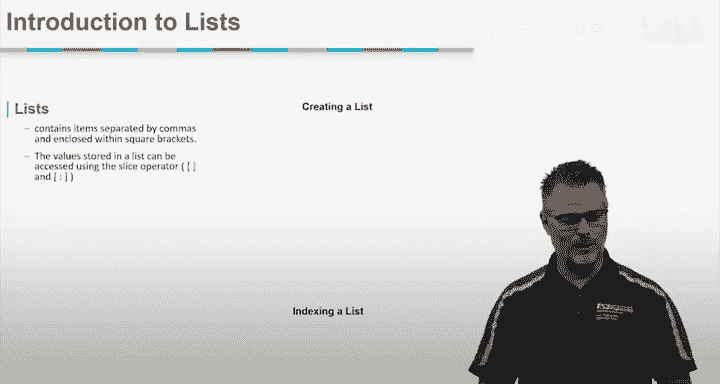 Introduction to Lists
Lists
– contains items separated by commas
and enclosed within square brackets.
– The values stored in a list can be
accessed using the slice operator ( [ ]
and [ : ] )
Creating a List
Indexing a List